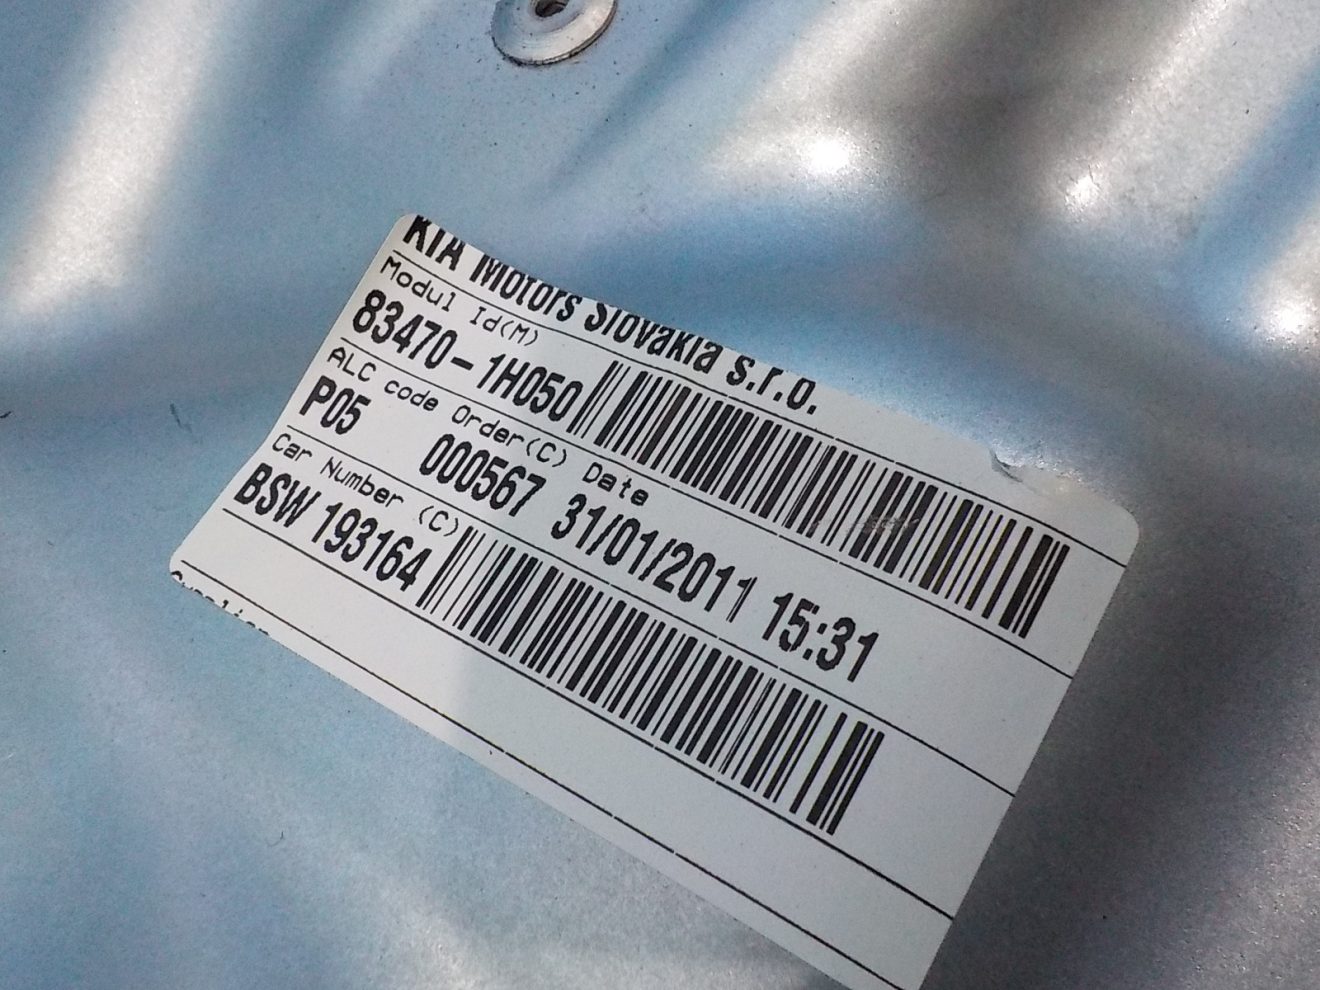 KIA Motors Slovakia s.r.o.
Modul Id(M)
83470-1H050
ALC code Order(C) Date
P05 000567 31/01/2011 15:31
Car Number (C)
BSW 193164